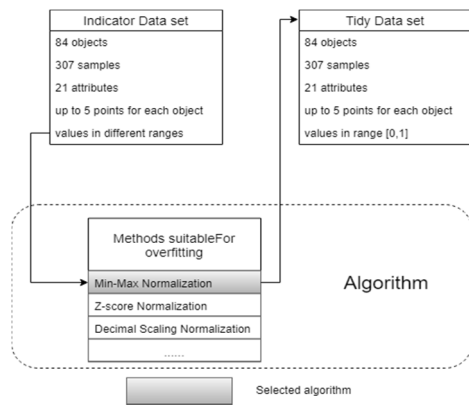 Indicator Data set
84 objects
307 samples
21 attributes
up to 5 points for each object
values in different ranges
Tidy Data set
84 objects
307 samples
21 attributes
up to 5 points for each object
values in range [0,1]
Methods suitableFor
overfitting
Min-Max Normalization
Z-score Normalization
Decimal Scaling Normalization
......
Algorithm
Selected algorithm